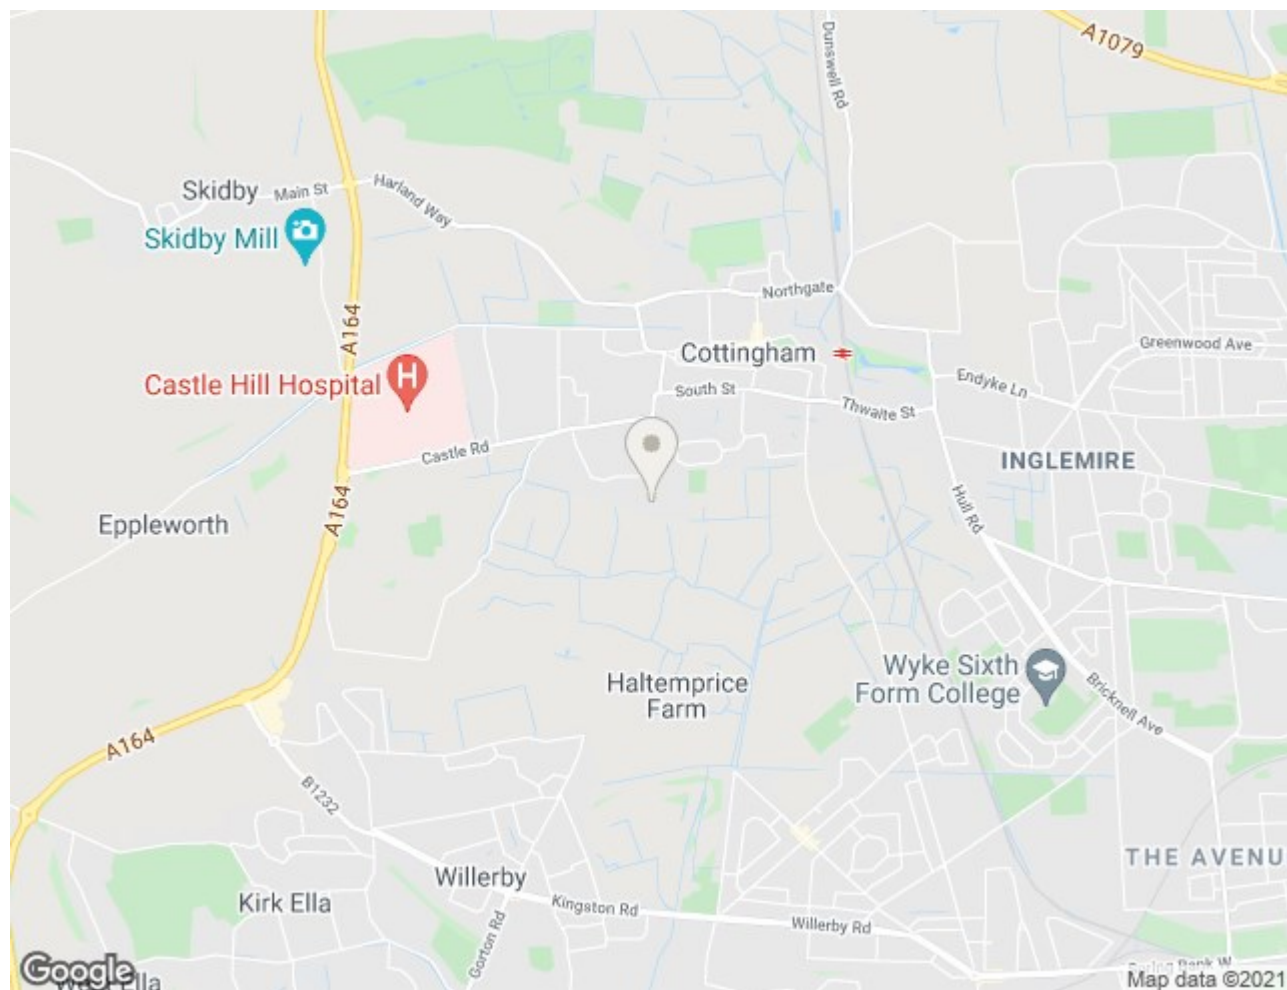 A1079
Dunswell Rd
Skidby
Main St
Harland Way
Skidby Mill
Northgate
A164
Greenwood Ave
Cottingham
Castle Hill Hospital
H
Endyke Ln
South St
Thwaite St
Castle Rd
INGLEMIRE
Hull Rd
A164
Eppleworth
Wyke Sixth
Form College
Haltemprice
Farm
Bricknell Ave
A164
B1232
THE AVENU
Willerby
Kirk Ella
Kingston Rd
Willerby Rd
Gorton Rd
Google
Ella
Map data ©2021